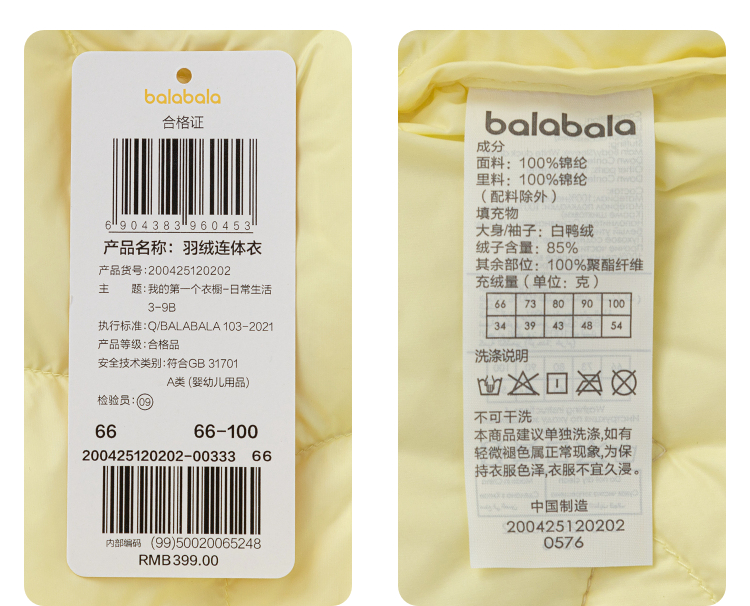 balabala
合格证
6 904383 960453
产品名称：羽绒连体衣
产品货号：200425120202
主 题：我的第一个衣橱-日常生活
3-9B
执行标准：Q/BALABALA 103-2021
产品等级：合格品
安全技术类别：符合GB 31701
A类 (婴幼儿用品)
检验员：09
66 66-100
200425120202-00333 66
内部编码 (99)50020065248
RMB399.00
balabala
成分
面料：100%锦纶
里料：100%锦纶
（配料除外）
填充物
大身/袖子：白鸭绒
绒子含量：85%
其余部位：100%聚酯纤维
充绒量（单位：克）
66 73 80 90 100
34 39 43 48 54
洗涤说明
不可干洗
本商品建议单独洗涤,如有
轻微褪色属正常现象,为保
持衣服色泽,衣服不宜久浸。
中国制造
200425120202
0576